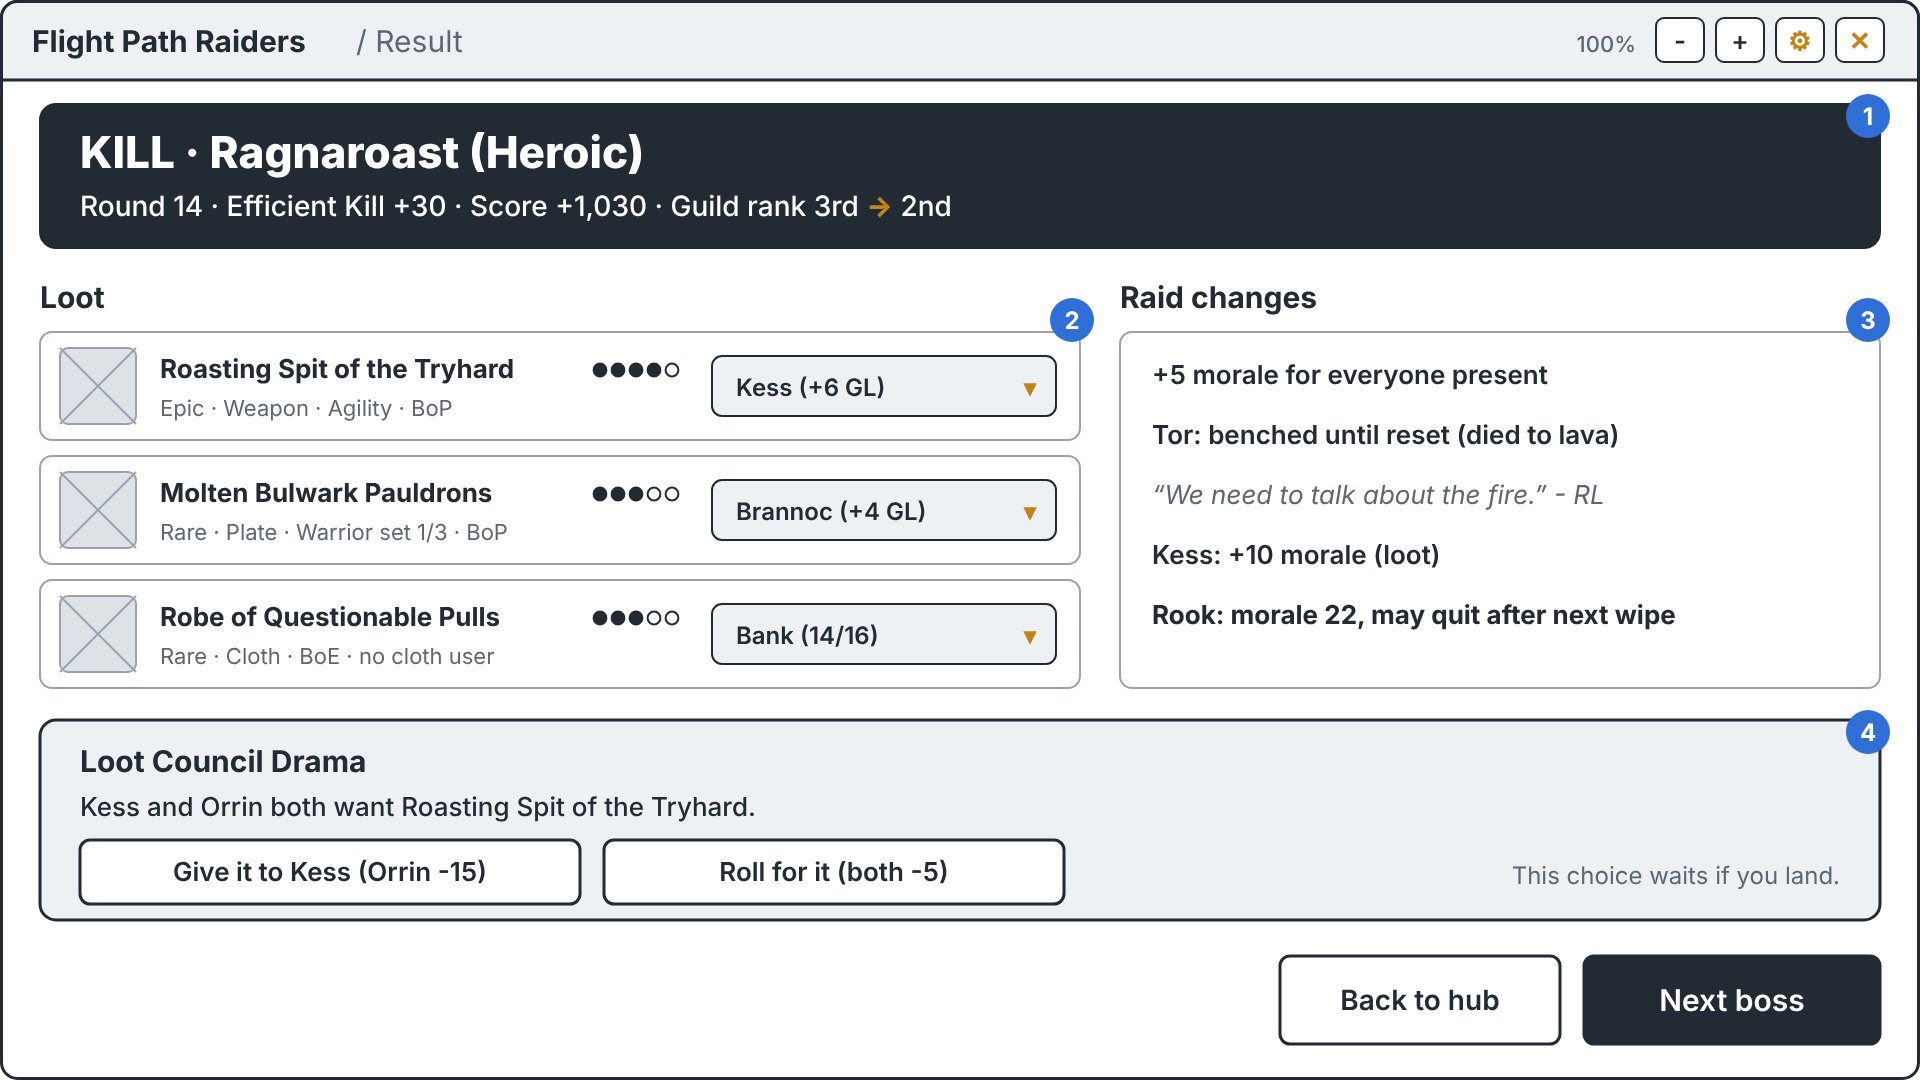 Flight Path Raiders / Result
100% - + ⚙ ✕
1
KILL · Ragnaroast (Heroic)
Round 14 · Efficient Kill +30 · Score +1,030 · Guild rank 3rd → 2nd
Loot
2
Roasting Spit of the Tryhard
Epic · Weapon · Agility · BoP
Kess (+6 GL) ▼
Molten Bulwark Pauldrons
Rare · Plate · Warrior set 1/3 · BoP
Brannoc (+4 GL) ▼
Robe of Questionable Pulls
Rare · Cloth · BoE · no cloth user
Bank (14/16) ▼
Raid changes
3
+5 morale for everyone present
Tor: benched until reset (died to lava)
“We need to talk about the fire.” - RL
Kess: +10 morale (loot)
Rook: morale 22, may quit after next wipe
4
Loot Council Drama
Kess and Orrin both want Roasting Spit of the Tryhard.
Give it to Kess (Orrin -15)
Roll for it (both -5)
This choice waits if you land.
Back to hub
Next boss